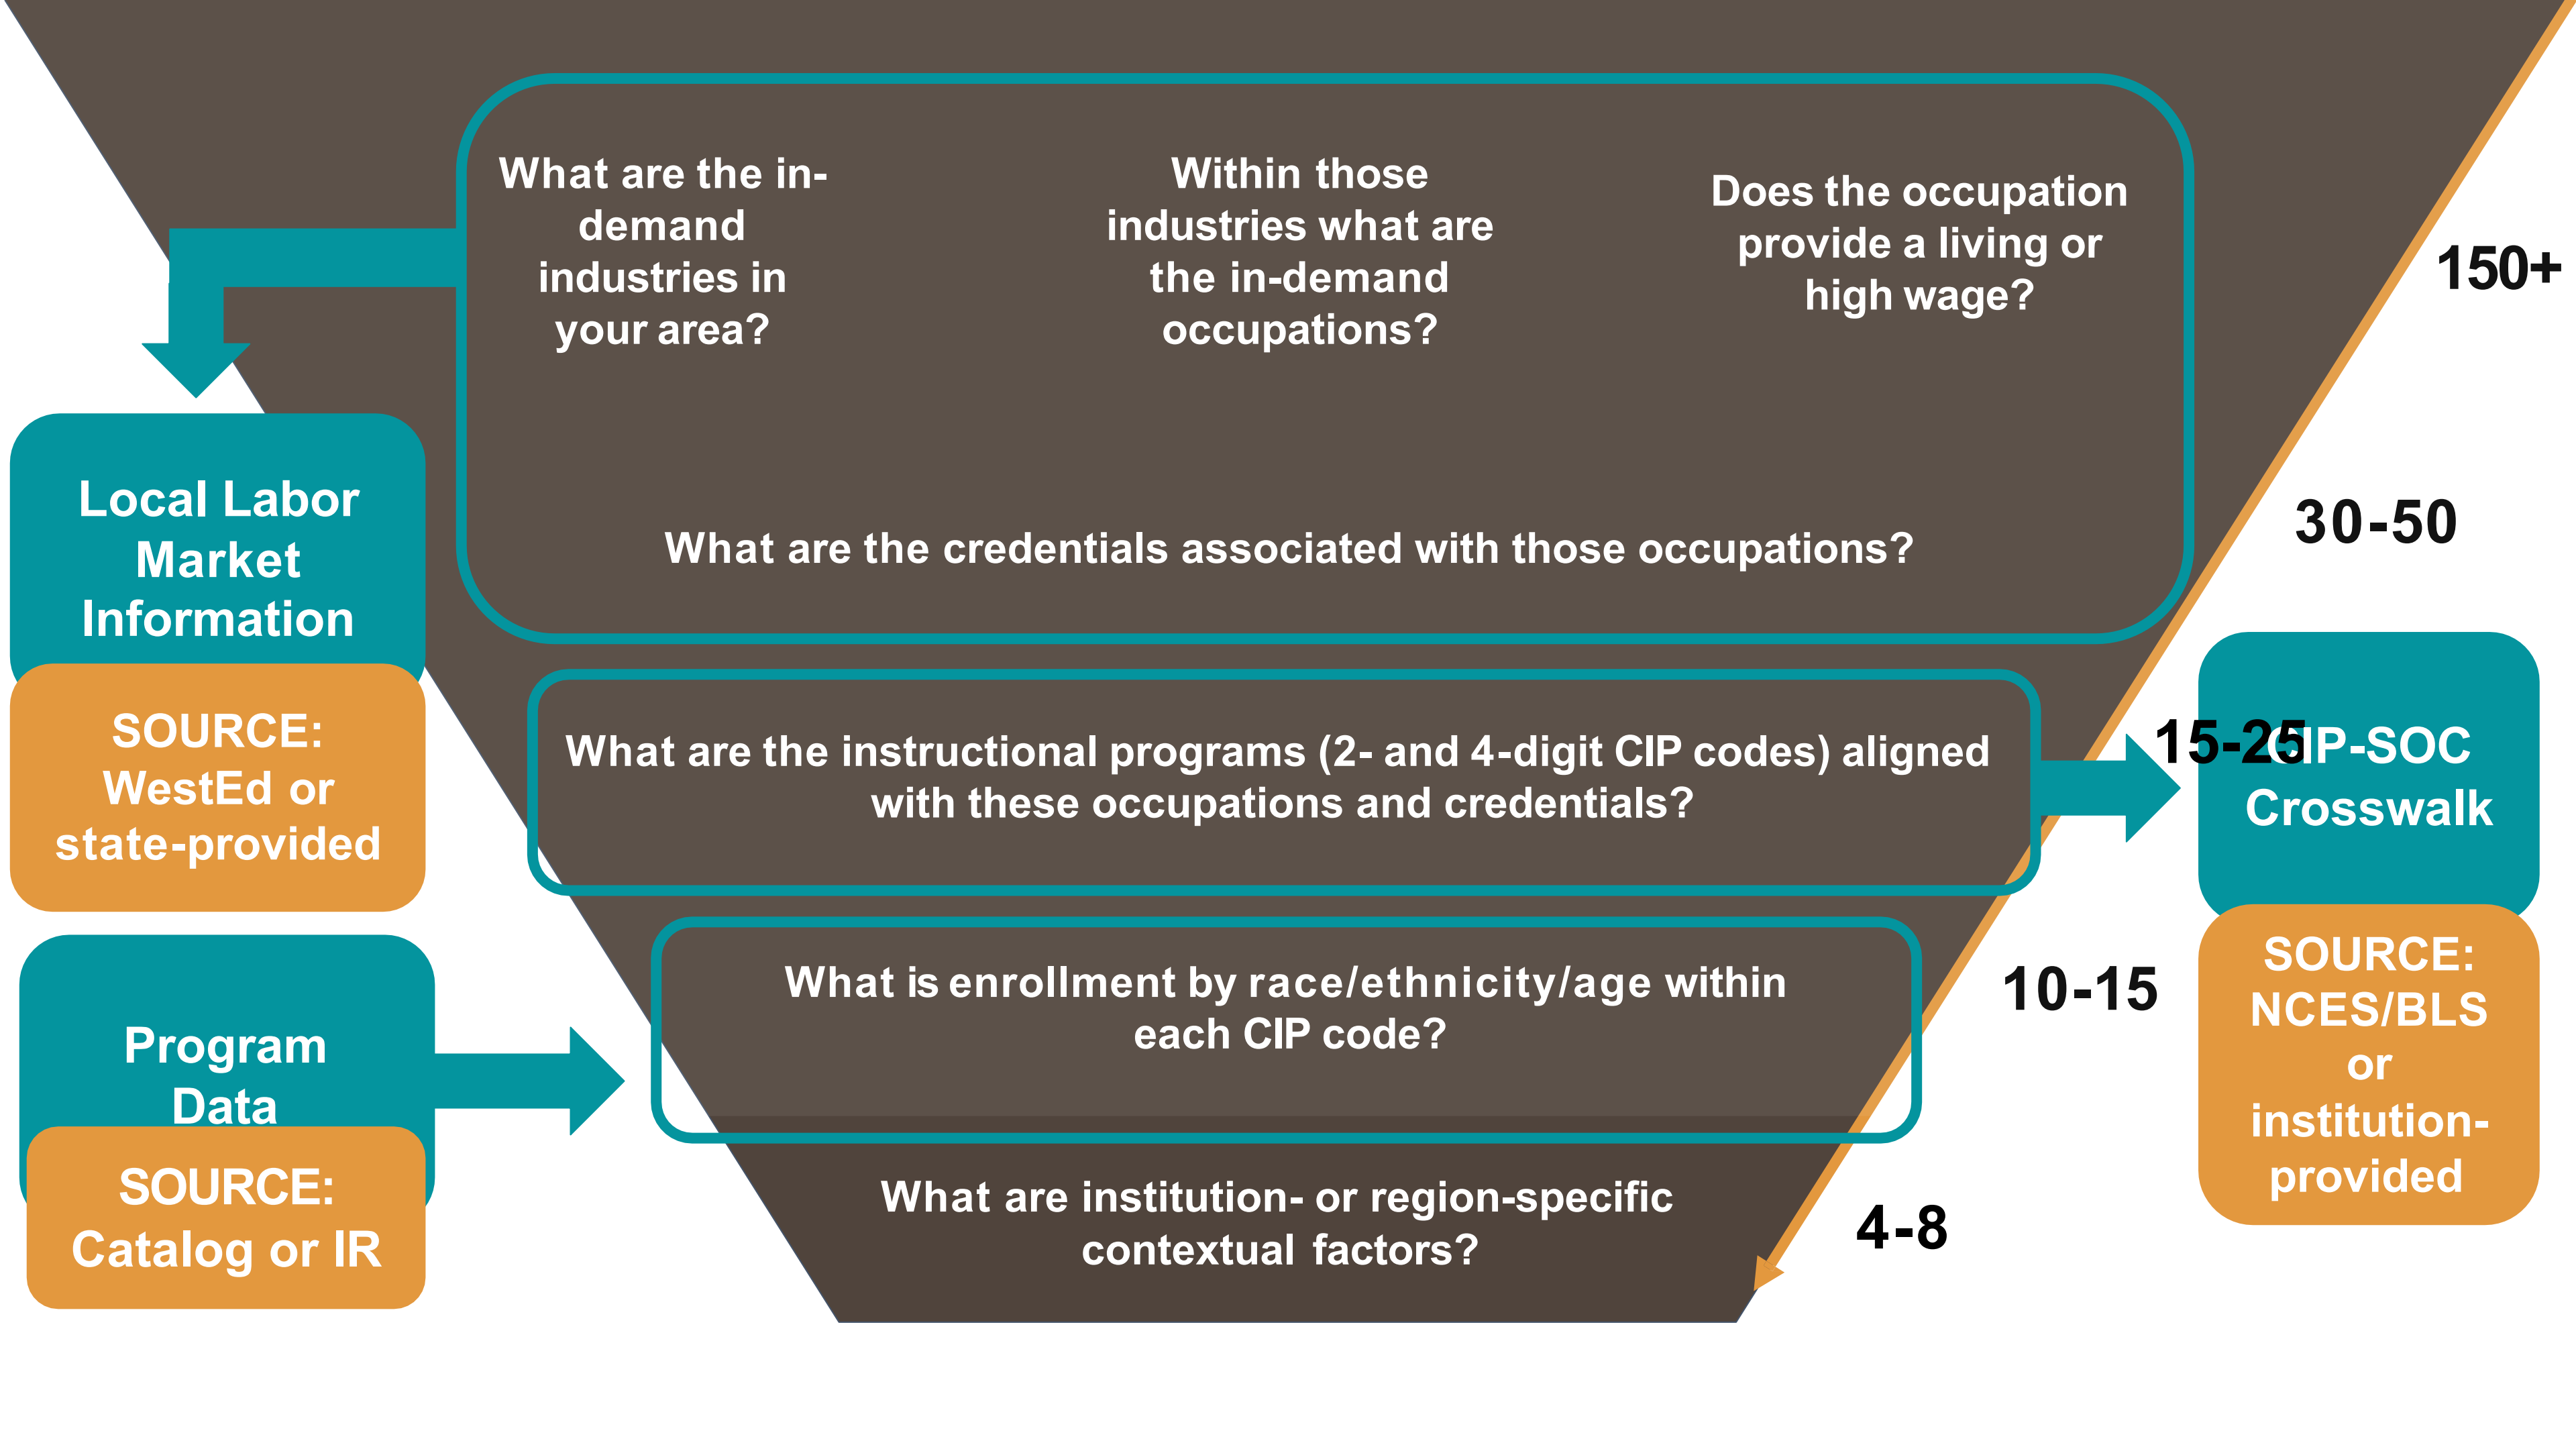 What are the in-
demand
industries in
your area?
Within those
industries what are
the in-demand
occupations?
Does the occupation
provide a living or
high wage?
150+
What are the credentials associated with those occupations?
30-50
Local Labor
Market
Information
SOURCE:
WestEd or
state-provided
What are the instructional programs (2- and 4-digit CIP codes) aligned
with these occupations and credentials?
15-25
CIP-SOC
Crosswalk
SOURCE:
NCES/BLS
or
institution-
provided
Program
Data
SOURCE:
Catalog or IR
What is enrollment by race/ethnicity/age within
each CIP code?
10-15
What are institution- or region-specific
contextual factors?
4-8